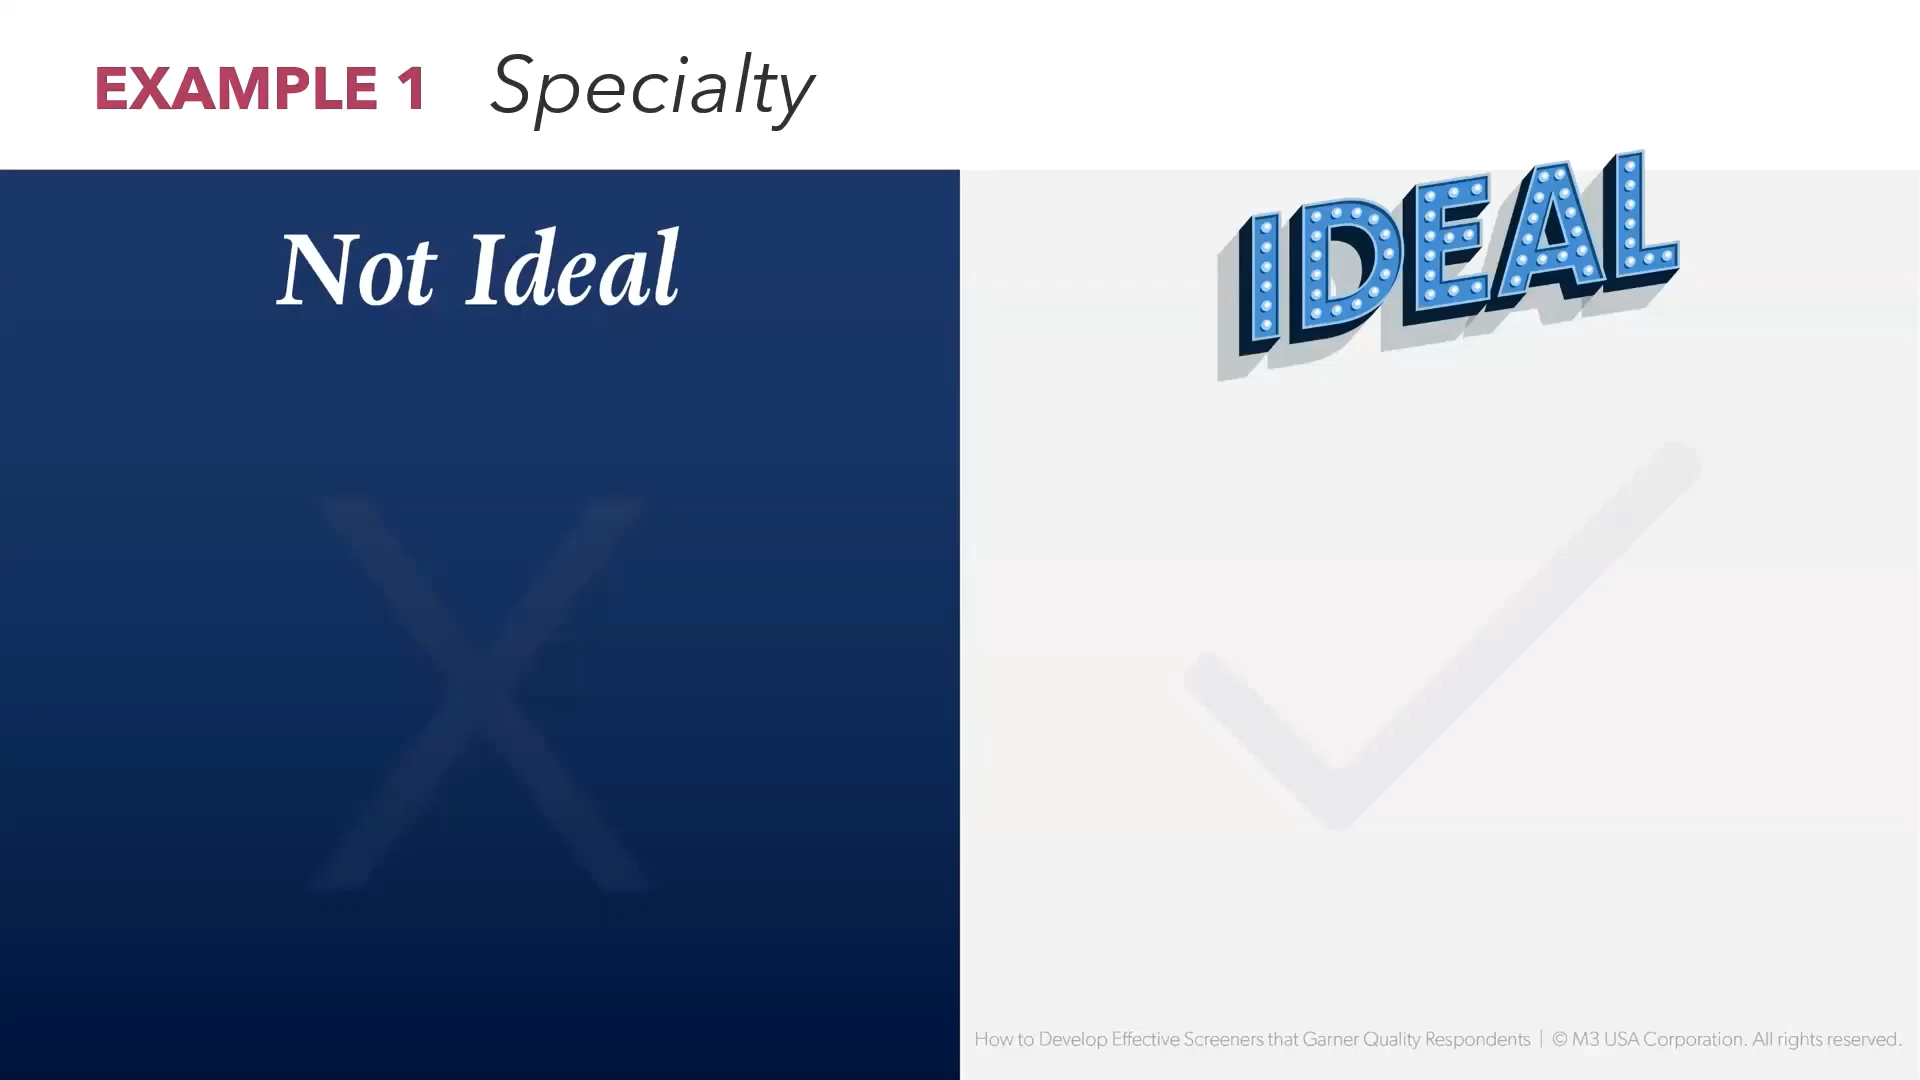 EXAMPLE 1 Specialty
Not Ideal
IDEAL
X
How to Develop Effective Screeners that Garner Quality Respondents | © M3 USA Corporation. All rights reserved.